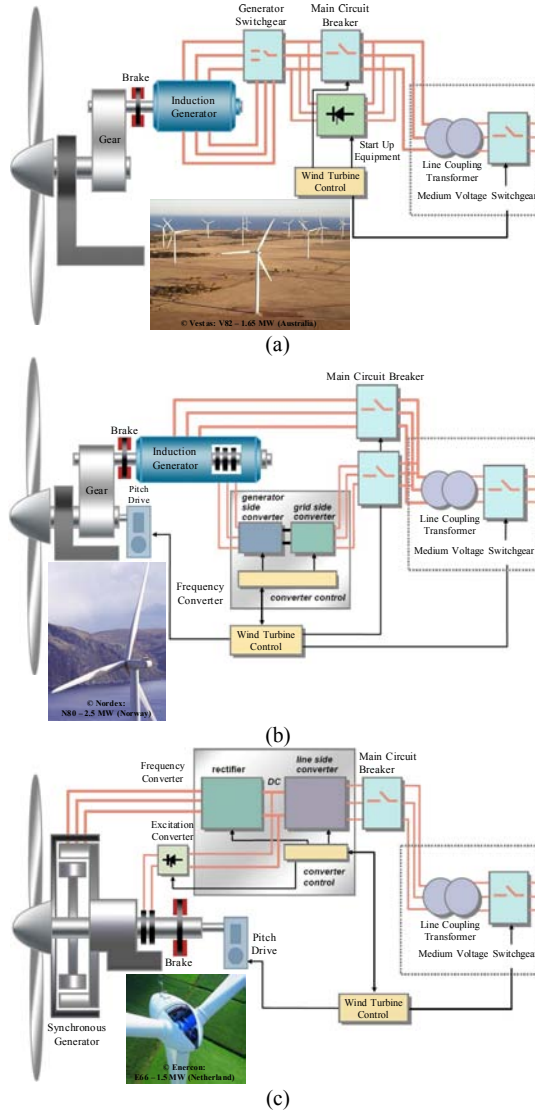 Generator
Switchgear
Main Circuit
Breaker
Brake
Induction
Generator
Gear
Start Up
Equipment
Wind Turbine
Control
Line Coupling
Transformer
Medium Voltage Switchgear
© Vestas: V82 – 1.65 MW (Australia)
(a)
Main Circuit Breaker
Brake
Induction
Generator
Gear
Pitch
Drive
generator
side
converter
grid side
converter
Line Coupling
Transformer
Medium Voltage Switchgear
Frequency
Converter
converter control
Wind Turbine
Control
© Nordex:
N80 – 2.5 MW (Norway)
(b)
Frequency
Converter
rectifier
DC
line side
converter
Main Circuit
Breaker
Excitation
Converter
converter
control
Line Coupling
Transformer
Medium Voltage Switchgear
Pitch
Drive
Brake
Synchronous
Generator
Wind Turbine
Control
© Enercon:
E66 – 1.5 MW (Netherland)
(c)